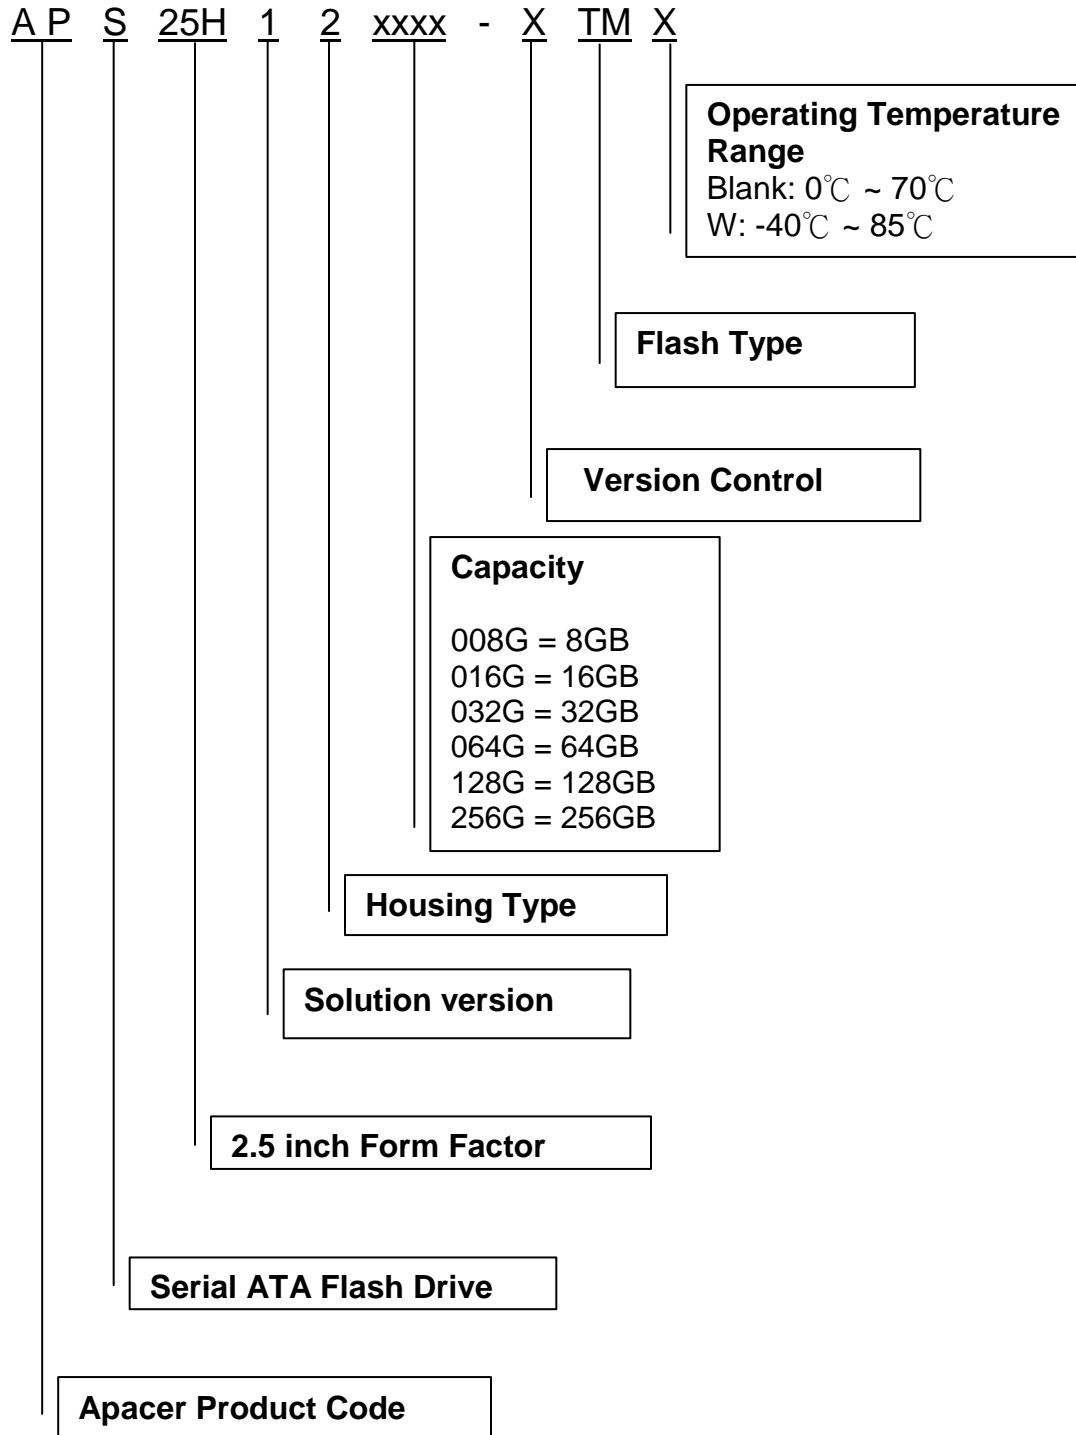 A P S 25H 1 2 xxxx - X TM X
Operating Temperature
Range
Blank: 0℃ ~ 70℃
W: -40℃ ~ 85℃
Flash Type
Version Control
Capacity
008G = 8GB
016G = 16GB
032G = 32GB
064G = 64GB
128G = 128GB
256G = 256GB
Housing Type
Solution version
2.5 inch Form Factor
Serial ATA Flash Drive
Apacer Product Code